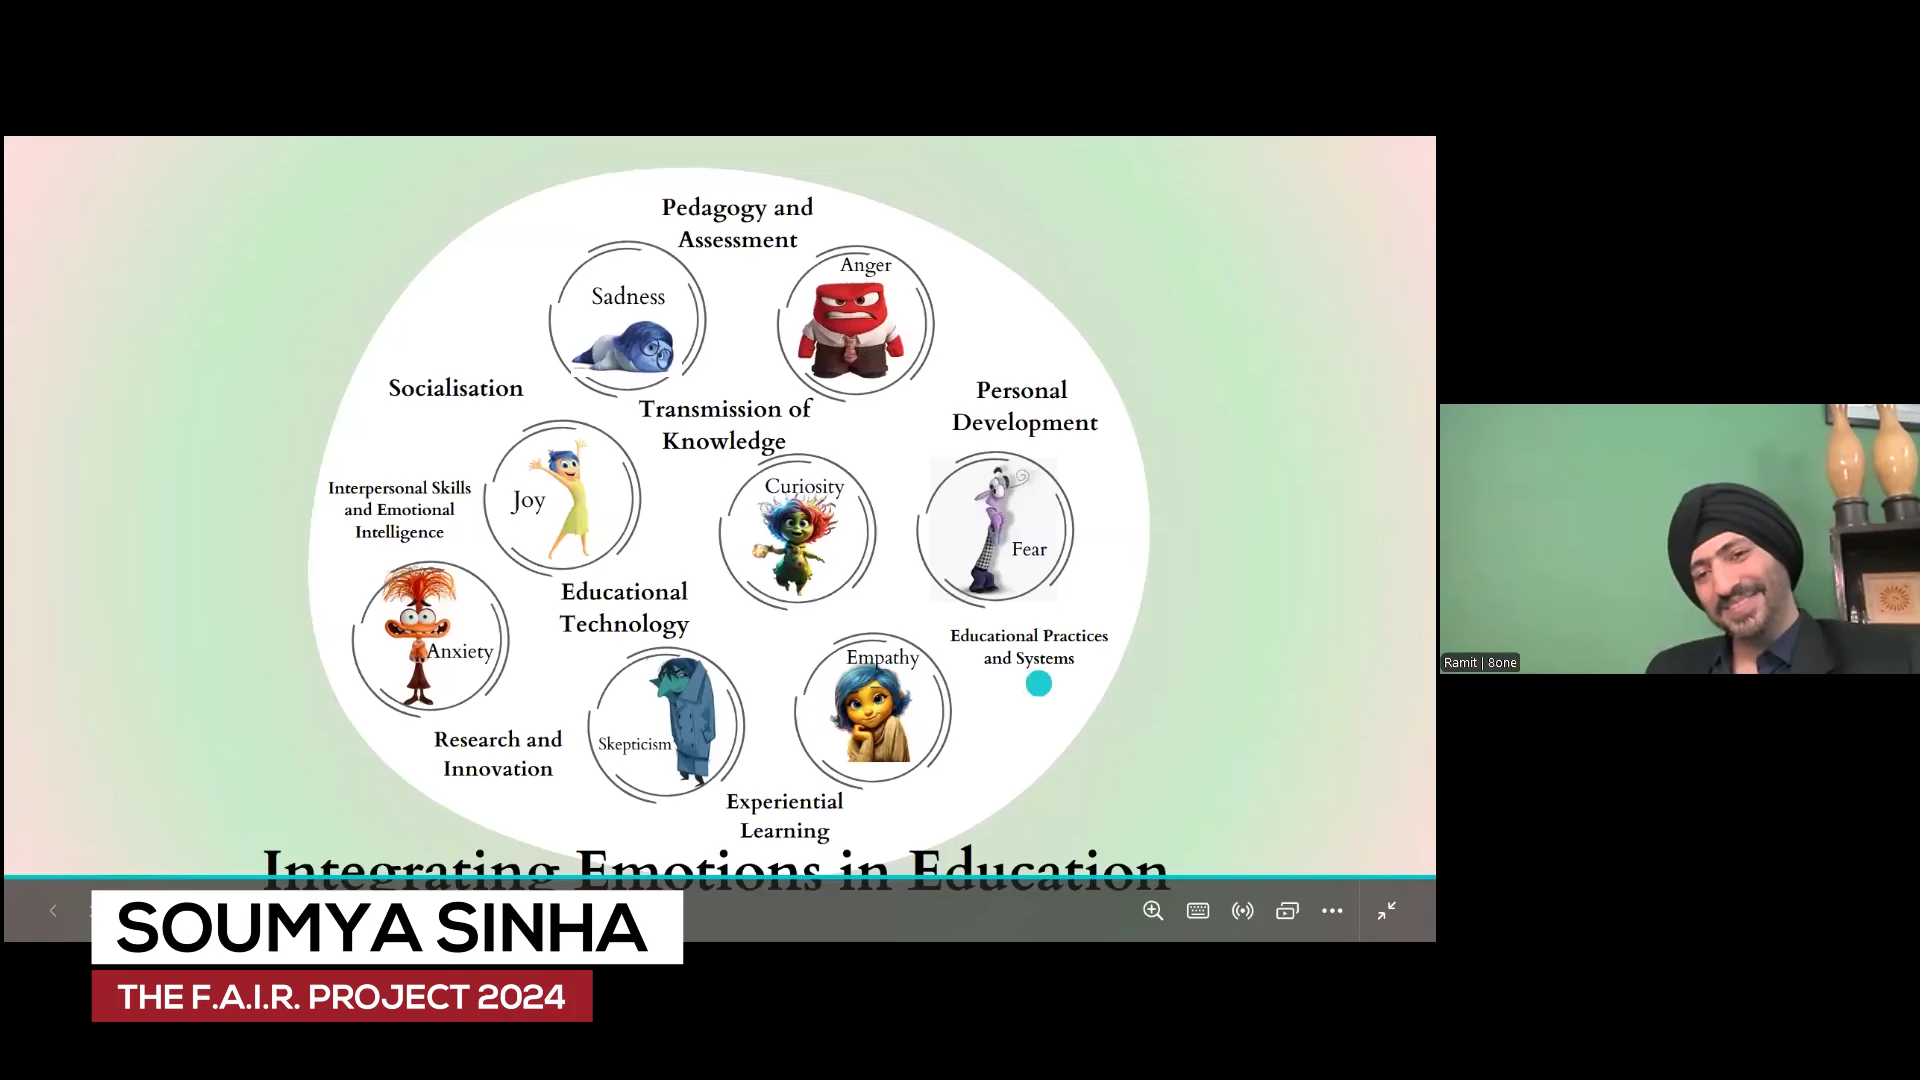 Pedagogy and
Assessment
Sadness
Anger
Socialisation
Transmission of
Knowledge
Personal
Development
Joy
Interpersonal Skills
and Emotional
Intelligence
Curiosity
Fear
Educational
Technology
Anxiety
Empathy
Educational Practices
and Systems
Skepticism
Research and
Innovation
Experiential
Learning
Integrating Emotions in Education
Ramit | 8one
SOUMYA SINHA
THE F.A.I.R. PROJECT 2024